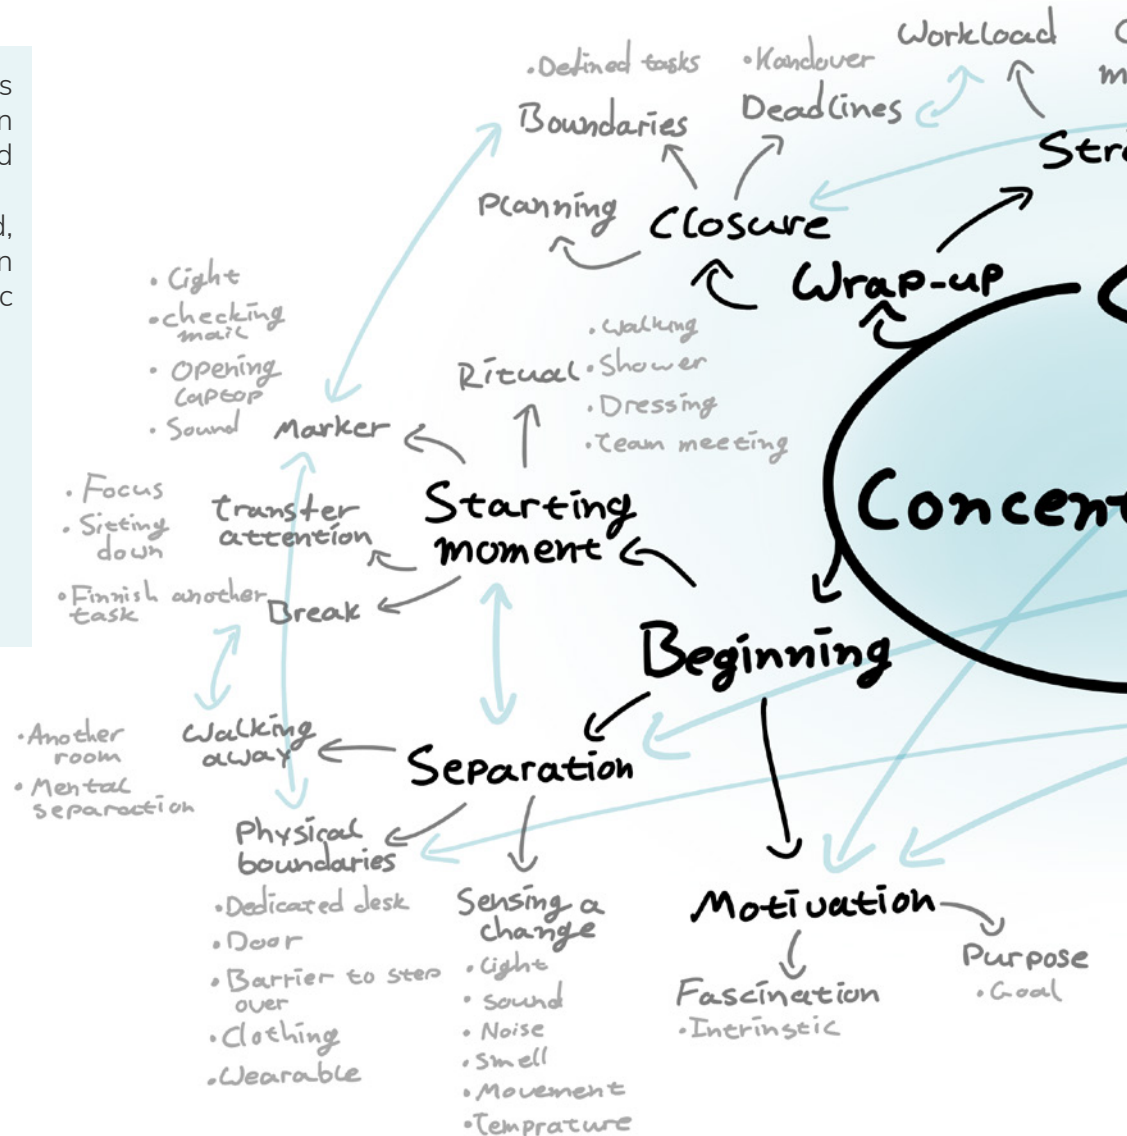 s
n
d
d,
n
c
Workload
• Defined tasks
• Handover
Boundaries
Deadlines
Planning
Closure
Wrap-up
• Light
• checking
mail
• Opening
laptop
• Sound
Marker
Ritual
• Walking
• Shower
• Dressing
• Team meeting
Starting
moment
• Focus
• Sitting
down
transfer
attention
• Finnish another
task
Break
Beginning
• Another
room
• Mental
separaction
Walking
away
Separation
Physical
boundaries
• Dedicated desk
• Door
• Barrier to step
over
• Clothing
• Wearable
Sensing a
change
• Light
• Sound
• Noise
• Smell
• Movement
• Temprature
Motivation
Fascination
• Intrinstic
Purpose
• Goal
Concent
Str
m